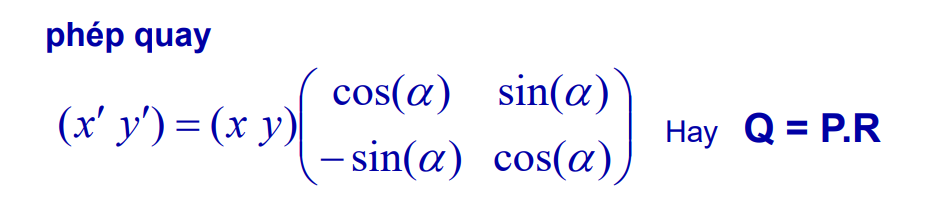 phép quay
(x′ y′) = (x y)( cos(α) sin(α) Hay Q = P.R
− sin(α) cos(α) )